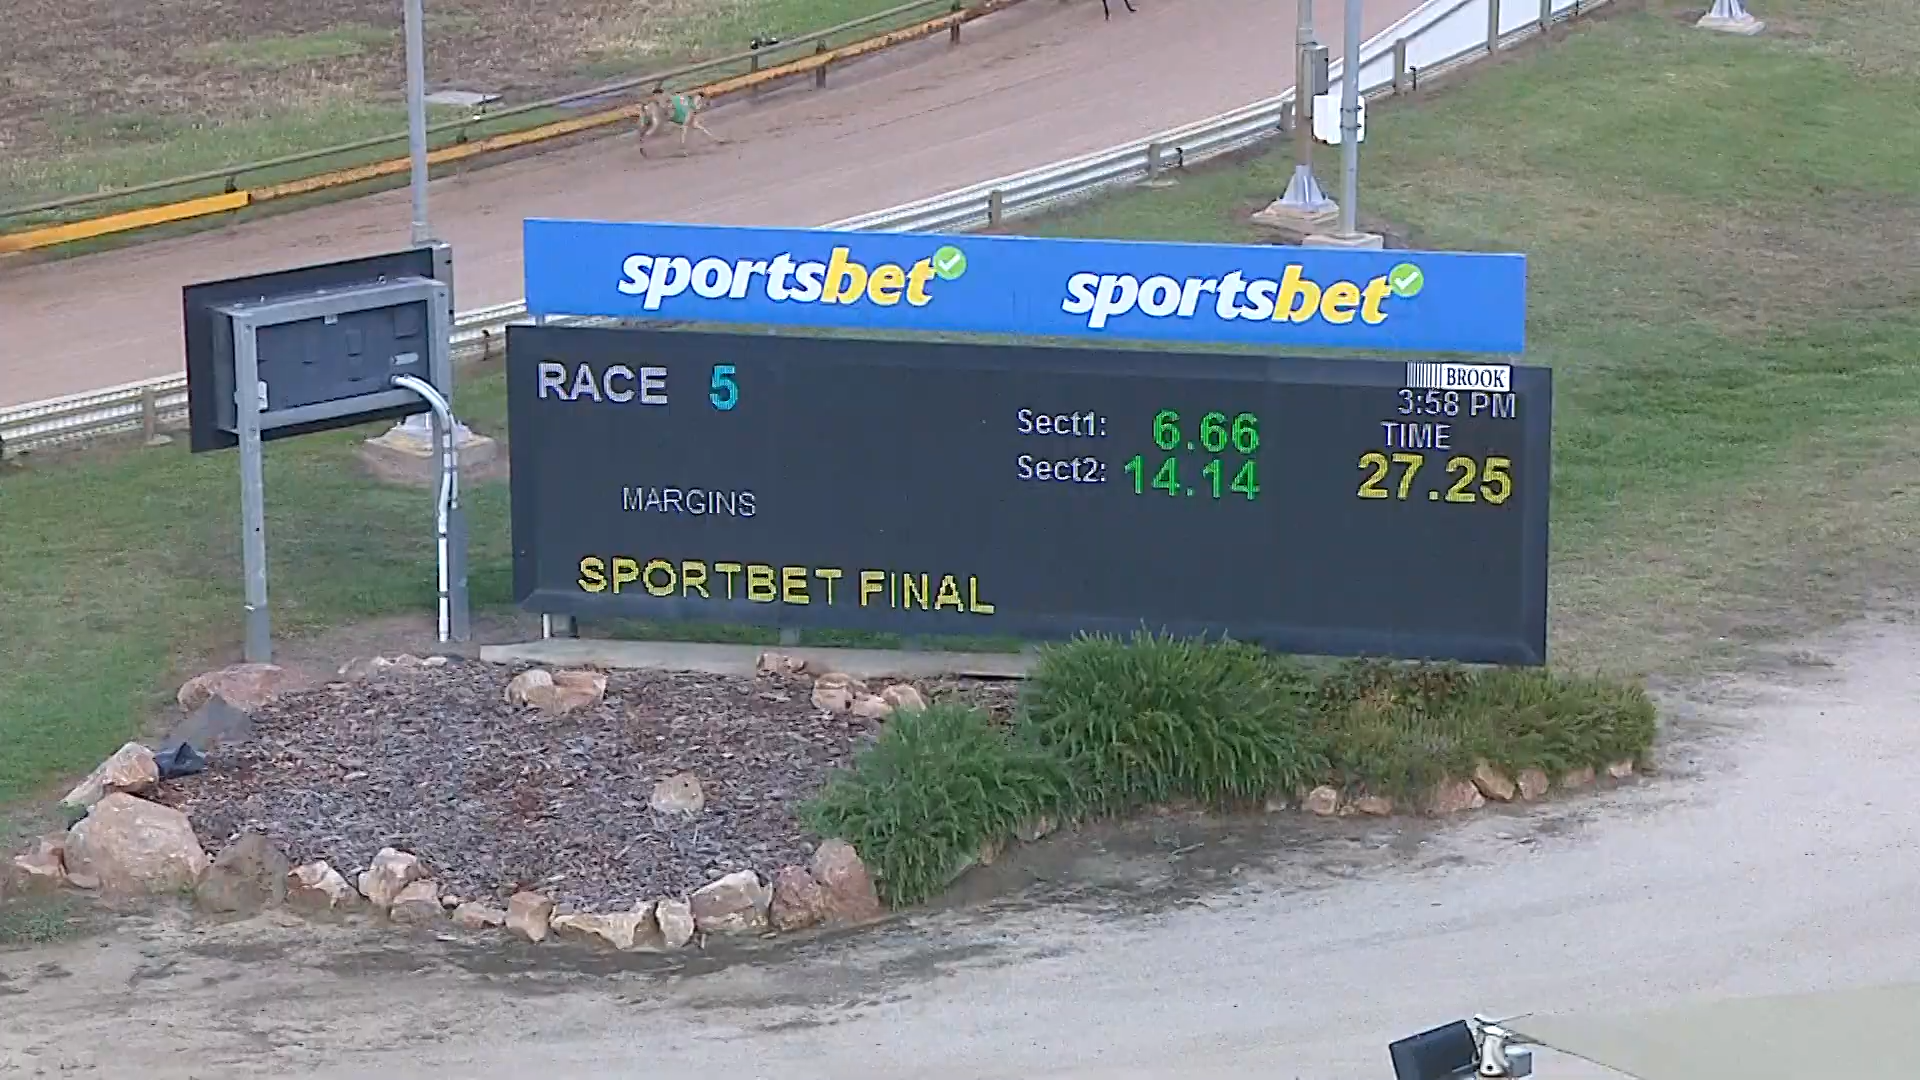 sportsbet sportsbet
RACE 5
BROOK
3:58 PM
Sect1: 6.66
TIME
Sect2: 14.14
27.25
MARGINS
SPORTBET FINAL